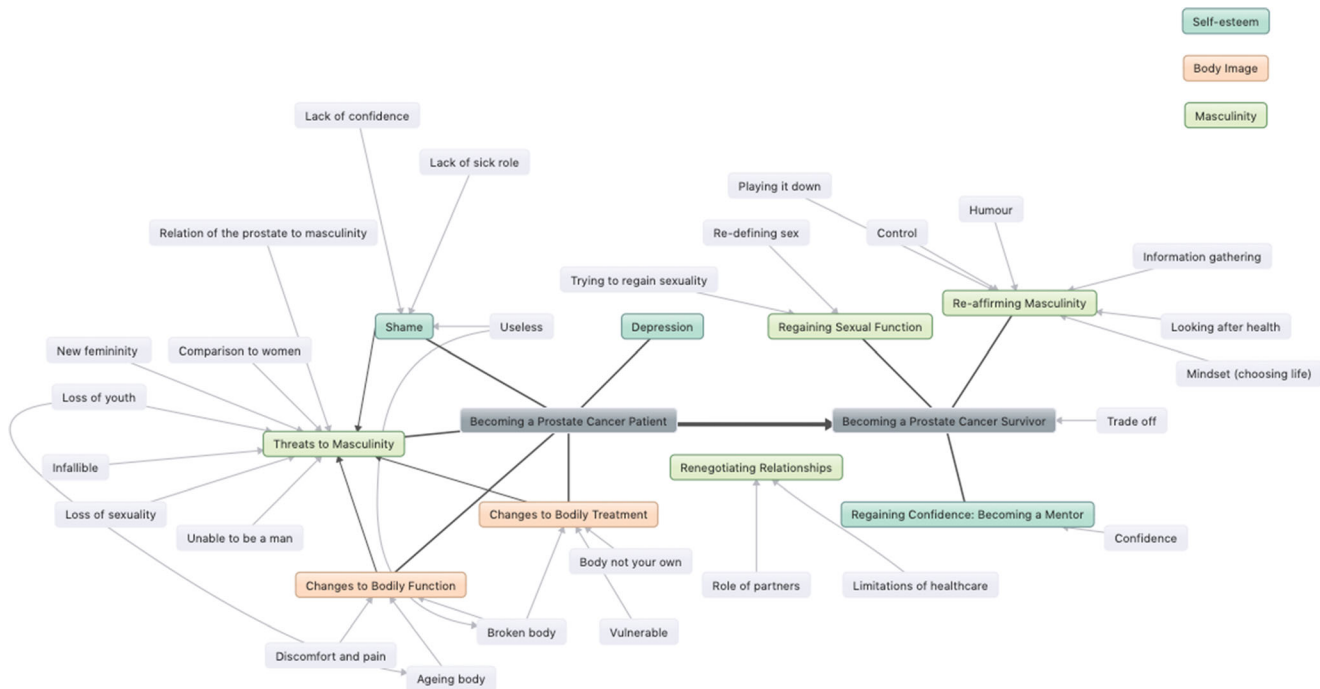 Self-esteem
Body Image
Masculinity
Lack of confidence
Lack of sick role
Playing it down
Humour
Relation of the prostate to masculinity
Re-defining sex
Control
Information gathering
Trying to regain sexuality
Re-affirming Masculinity
Shame
Useless
Depression
Regaining Sexual Function
Looking after health
New femininity
Comparison to women
Mindset (choosing life)
Loss of youth
Becoming a Prostate Cancer Patient
Becoming a Prostate Cancer Survivor
Trade off
Threats to Masculinity
Infallible
Renegotiating Relationships
Loss of sexuality
Changes to Bodily Treatment
Regaining Confidence: Becoming a Mentor
Unable to be a man
Confidence
Body not your own
Changes to Bodily Function
Role of partners
Limitations of healthcare
Broken body
Vulnerable
Discomfort and pain
Ageing body